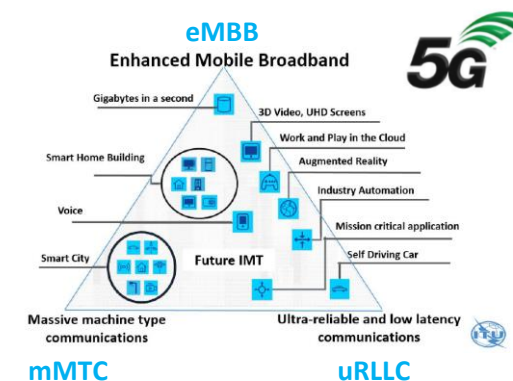 eMBB
Enhanced Mobile Broadband
5G
Gigabytes in a second
3D Video, UHD Screens
Work and Play in the Cloud
Smart Home Building
Augmented Reality
Industry Automation
Voice
Mission critical application
Smart City
Future IMT
Self Driving Car
Massive machine type
communications
Ultra-reliable and low latency
communications
ITU
mMTC
uRLLC